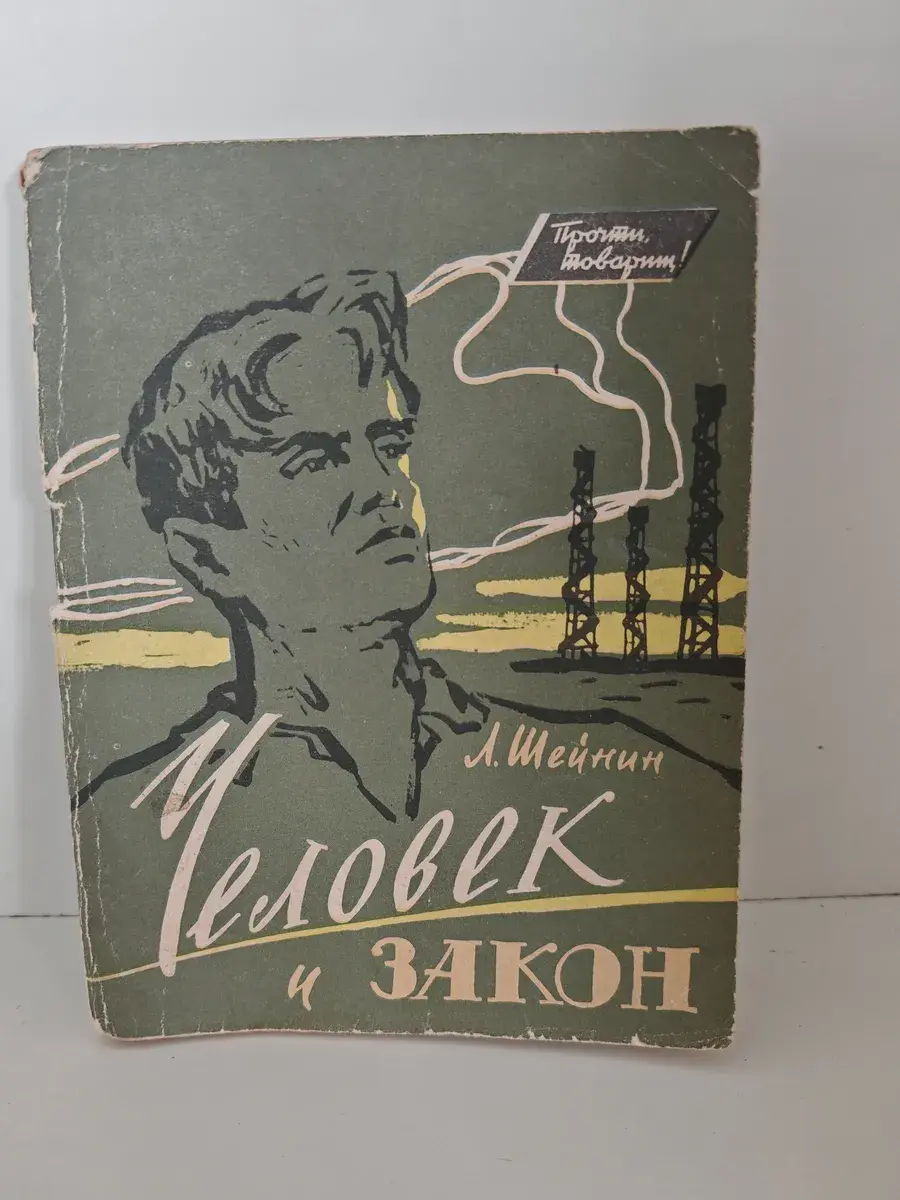 Прочти,
товарищ!
Л. Шейнин
Человек
и ЗАКОН